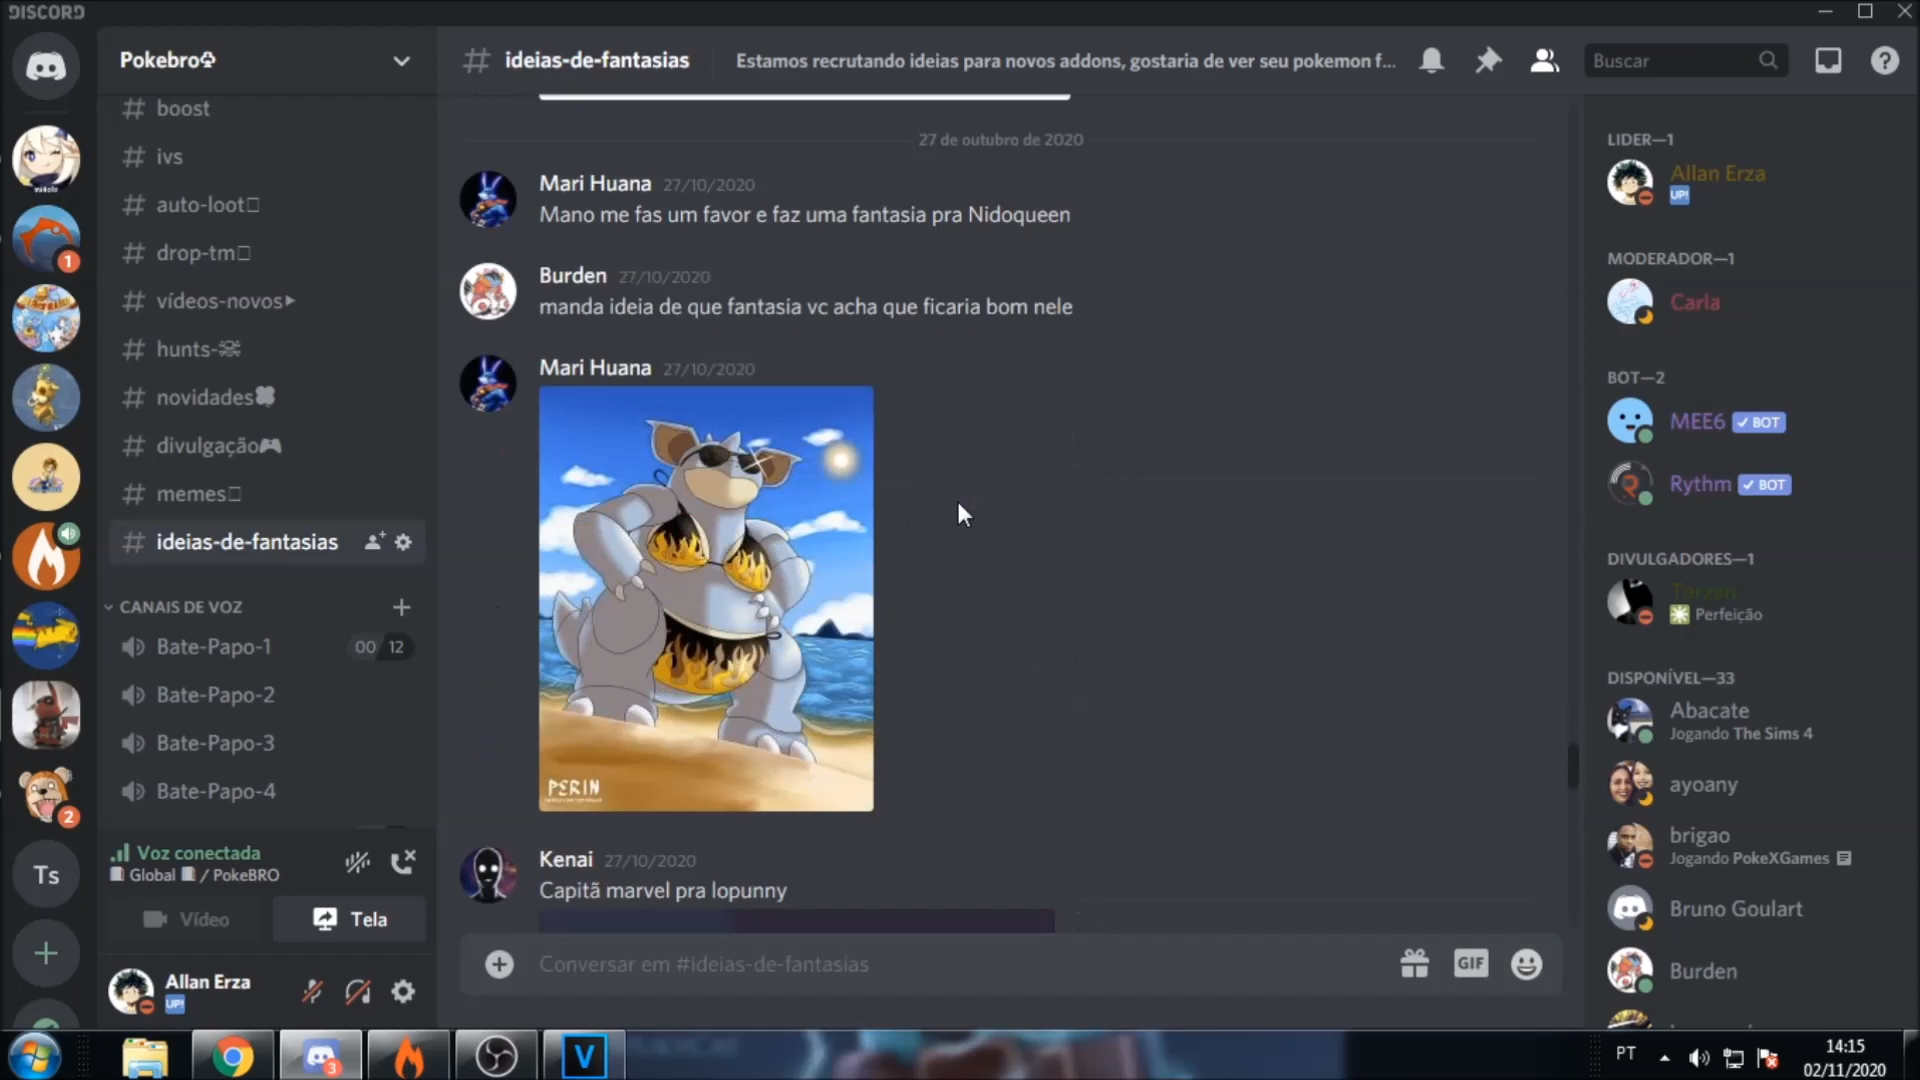 DISCORD
Pokebro
ideias-de-fantasias
Estamos recrutando ideias para novos addons, gostaria de ver seu pokemon f...
Buscar
boost
ivs
auto-loot
drop-tm
vídeos-novos
hunts-
novidades
divulgação
memes
ideias-de-fantasias
CANAIS DE VOZ
Bate-Papo-1
00 12
Bate-Papo-2
Bate-Papo-3
Bate-Papo-4
Voz conectada
Global / PokeBRO
Vídeo
Tela
Allan Erza
UP!
1
2
Ts
27 de outubro de 2020
Mari Huana 27/10/2020
Mano me fas um favor e faz uma fantasia pra Nidoqueen
Burden 27/10/2020
manda ideia de que fantasia vc acha que ficaria bom nele
Mari Huana 27/10/2020
PERIN
Kenai 27/10/2020
Capitã marvel pra lopunny
Conversar em #ideias-de-fantasias
GIF
LIDER—1
Allan Erza
UP!
MODERADOR—1
Carla
BOT—2
MEE6 ✓ BOT
Rythm ✓ BOT
DIVULGADORES—1
Tarzan
Perfeição
DISPONÍVEL—33
Abacate
Jogando The Sims 4
ayoany
brigao
Jogando PokeXGames
Bruno Goulart
Burden
3
V
PT
14:15
02/11/2020